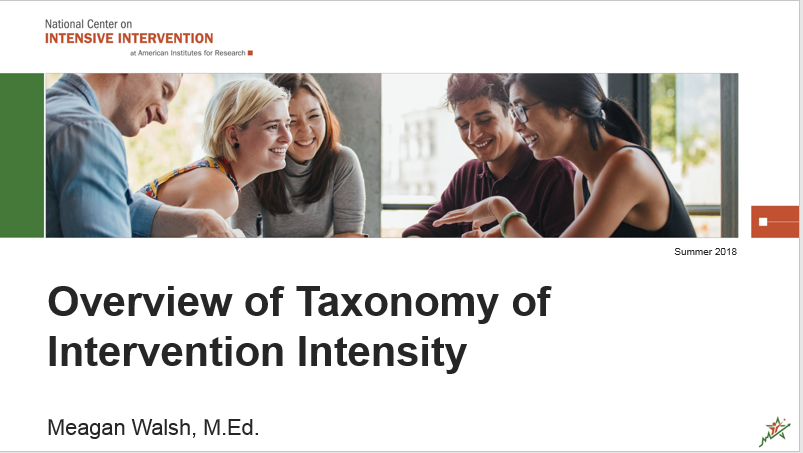 National Center on
INTENSIVE INTERVENTION
at American Institutes for Research
Summer 2018
Overview of Taxonomy of
Intervention Intensity
Meagan Walsh, M.Ed.